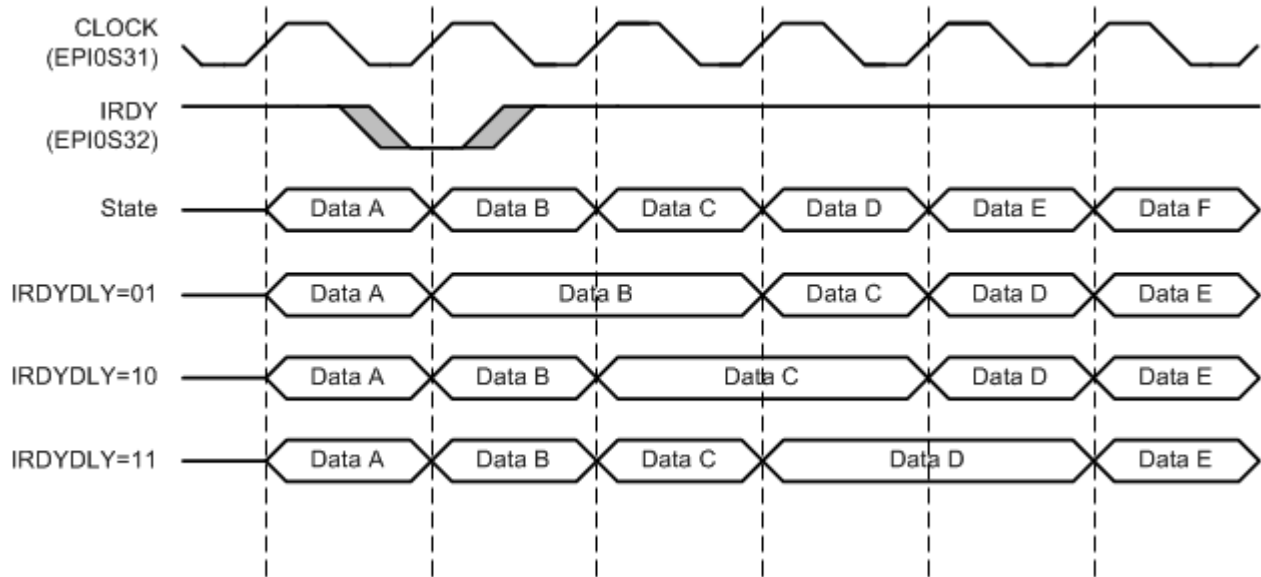 CLOCK
(EPI0S31)
IRDY
(EPI0S32)
State Data A Data B Data C Data D Data E Data F
IRDYDLY=01 Data A Data B Data C Data D Data E
IRDYDLY=10 Data A Data B Data C Data D Data E
IRDYDLY=11 Data A Data B Data C Data D Data E